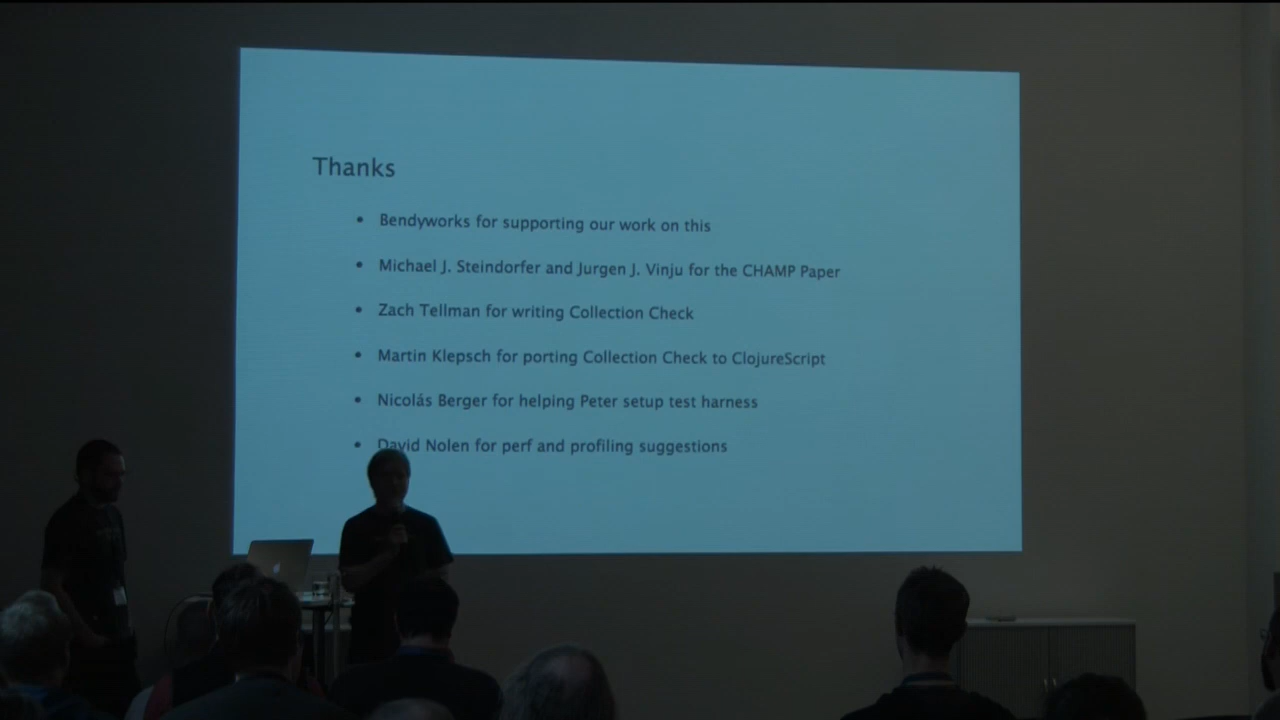 Thanks
• Bendyworks for supporting our work on this
• Michael J. Steindorfer and Jurgen J. Vinju for the CHAMP Paper
• Zach Tellman for writing Collection Check
• Martin Klepsch for porting Collection Check to ClojureScript
• Nicolás Berger for helping Peter setup test harness
• David Nolen for perf and profiling suggestions